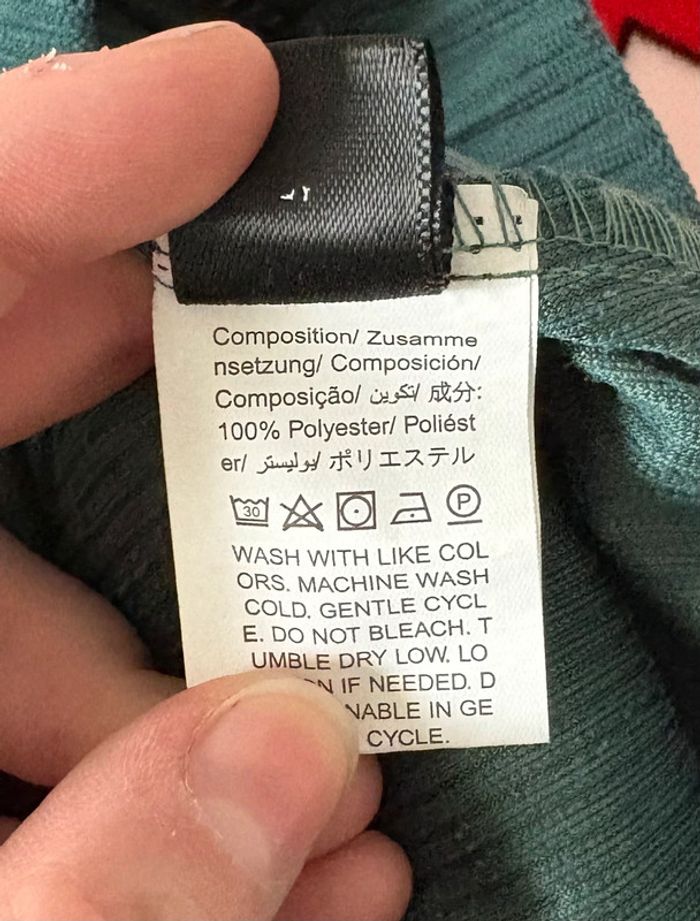 Composition/ Zusamme
nsetzung/ Composición/
Composição/ تكوين/ 成分:
100% Polyester/ Poliést
er/ بوليستر/ ポリエステル
30 P
WASH WITH LIKE COL
ORS. MACHINE WASH
COLD. GENTLE CYCL
E. DO NOT BLEACH. T
UMBLE DRY LOW. LO
IF NEEDED. D
IN GE
CYCLE.